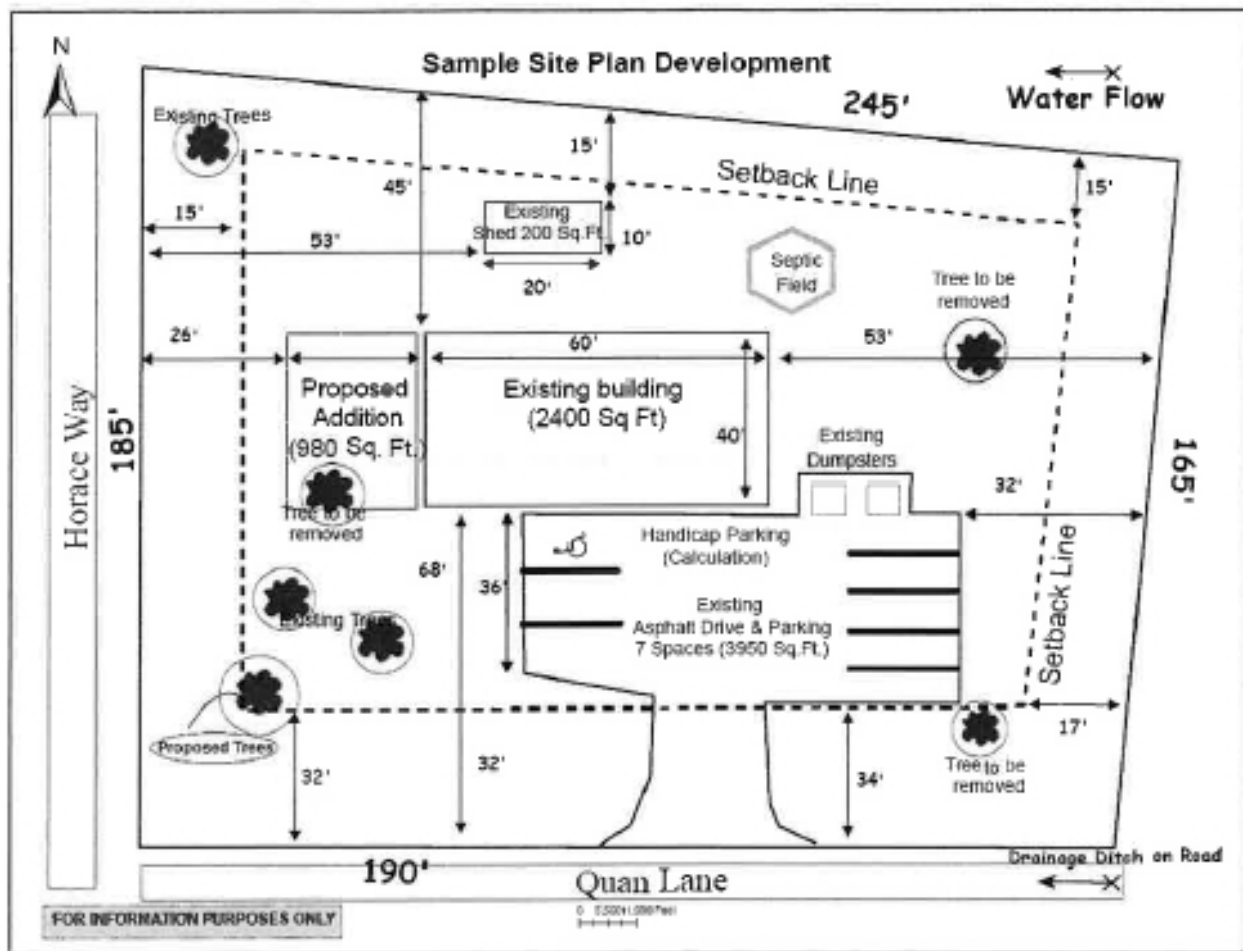 N
Sample Site Plan Development
245'
Water Flow
Existing Trees
15'
Setback Line
15'
45'
15'
53'
Existing
Shed 200 Sq.Ft.
10'
20'
Septic
Field
Tree to be
removed
26'
60'
53'
Proposed
Addition
(980 Sq. Ft.)
Existing building
(2400 Sq Ft)
40'
Existing
Dumpsters
Horace Way
185'
165'
32'
Tree to be
removed
68'
36'
Handicap Parking
(Calculation)
Existing
Asphalt Drive & Parking
7 Spaces (3950 Sq.Ft.)
Existing Trees
Setback Line
Proposed Trees
32'
32'
34'
17'
Tree to be
removed
190'
Quan Lane
Drainage Ditch on Road
FOR INFORMATION PURPOSES ONLY